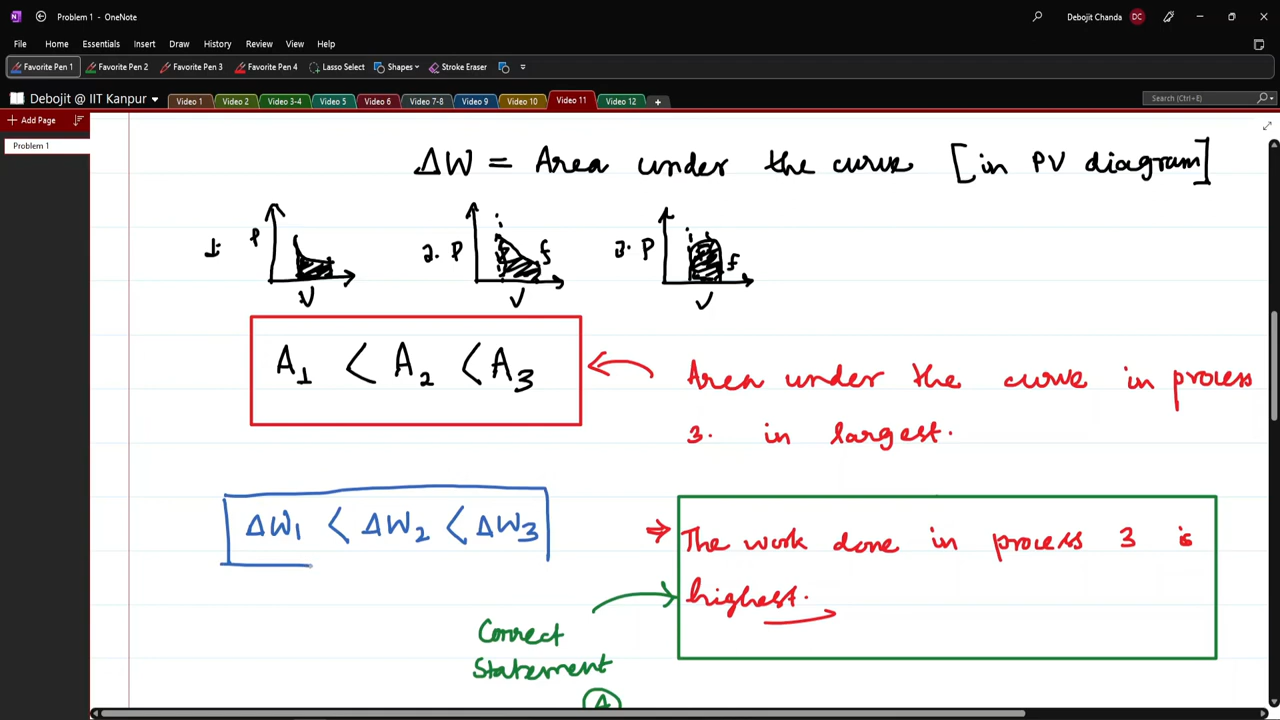 Problem 1 - OneNote
Debojit Chanda DC
File Home Essentials Insert Draw History Review View Help
Favorite Pen 1 Favorite Pen 2 Favorite Pen 3 Favorite Pen 4 Lasso Select Shapes Stroke Eraser
Debojit @ IIT Kanpur Video 1 Video 2 Video 3-4 Video 5 Video 6 Video 7-8 Video 9 Video 10 Video 11 Video 12 Search (Ctrl+E)
Add Page
Problem 1
ΔW = Area under the curve [in PV diagram]
1. P V
2. P i f V
3. P i f V
A1 < A2 < A3
Area under the curve in process
3. in largest.
ΔW1 < ΔW2 < ΔW3
⇒ The work done in process 3 is
highest.
Correct
Statement
A